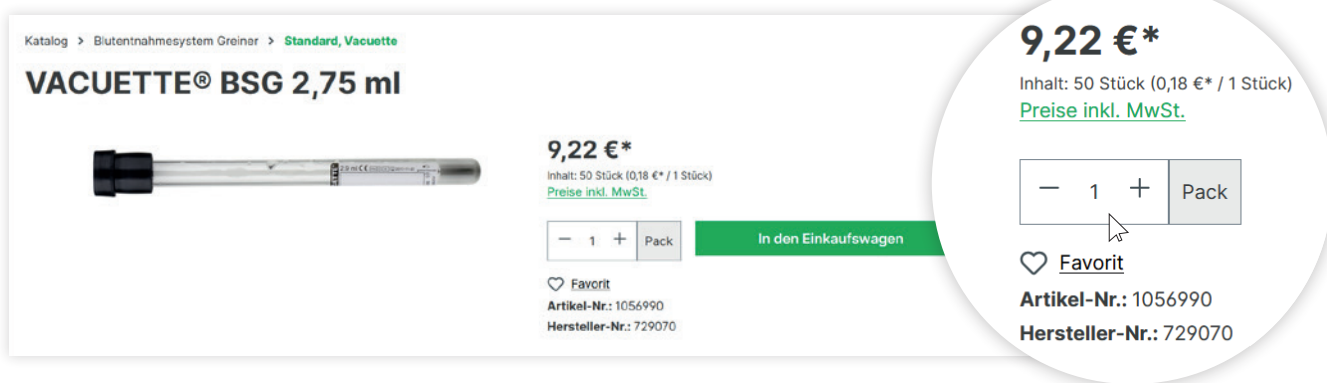 Katalog > Blutentnahmesystem Greiner > Standard, Vacuette
VACUETTE® BSG 2,75 ml
9,22 €*
Inhalt: 50 Stück (0,18 €* / 1 Stück)
Preise inkl. MwSt.
− 1 + Pack
In den Einkaufswagen
Favorit
Artikel-Nr.: 1056990
Hersteller-Nr.: 729070
9,22 €*
Inhalt: 50 Stück (0,18 €* / 1 Stück)
Preise inkl. MwSt.
− 1 + Pack
Favorit
Artikel-Nr.: 1056990
Hersteller-Nr.: 729070